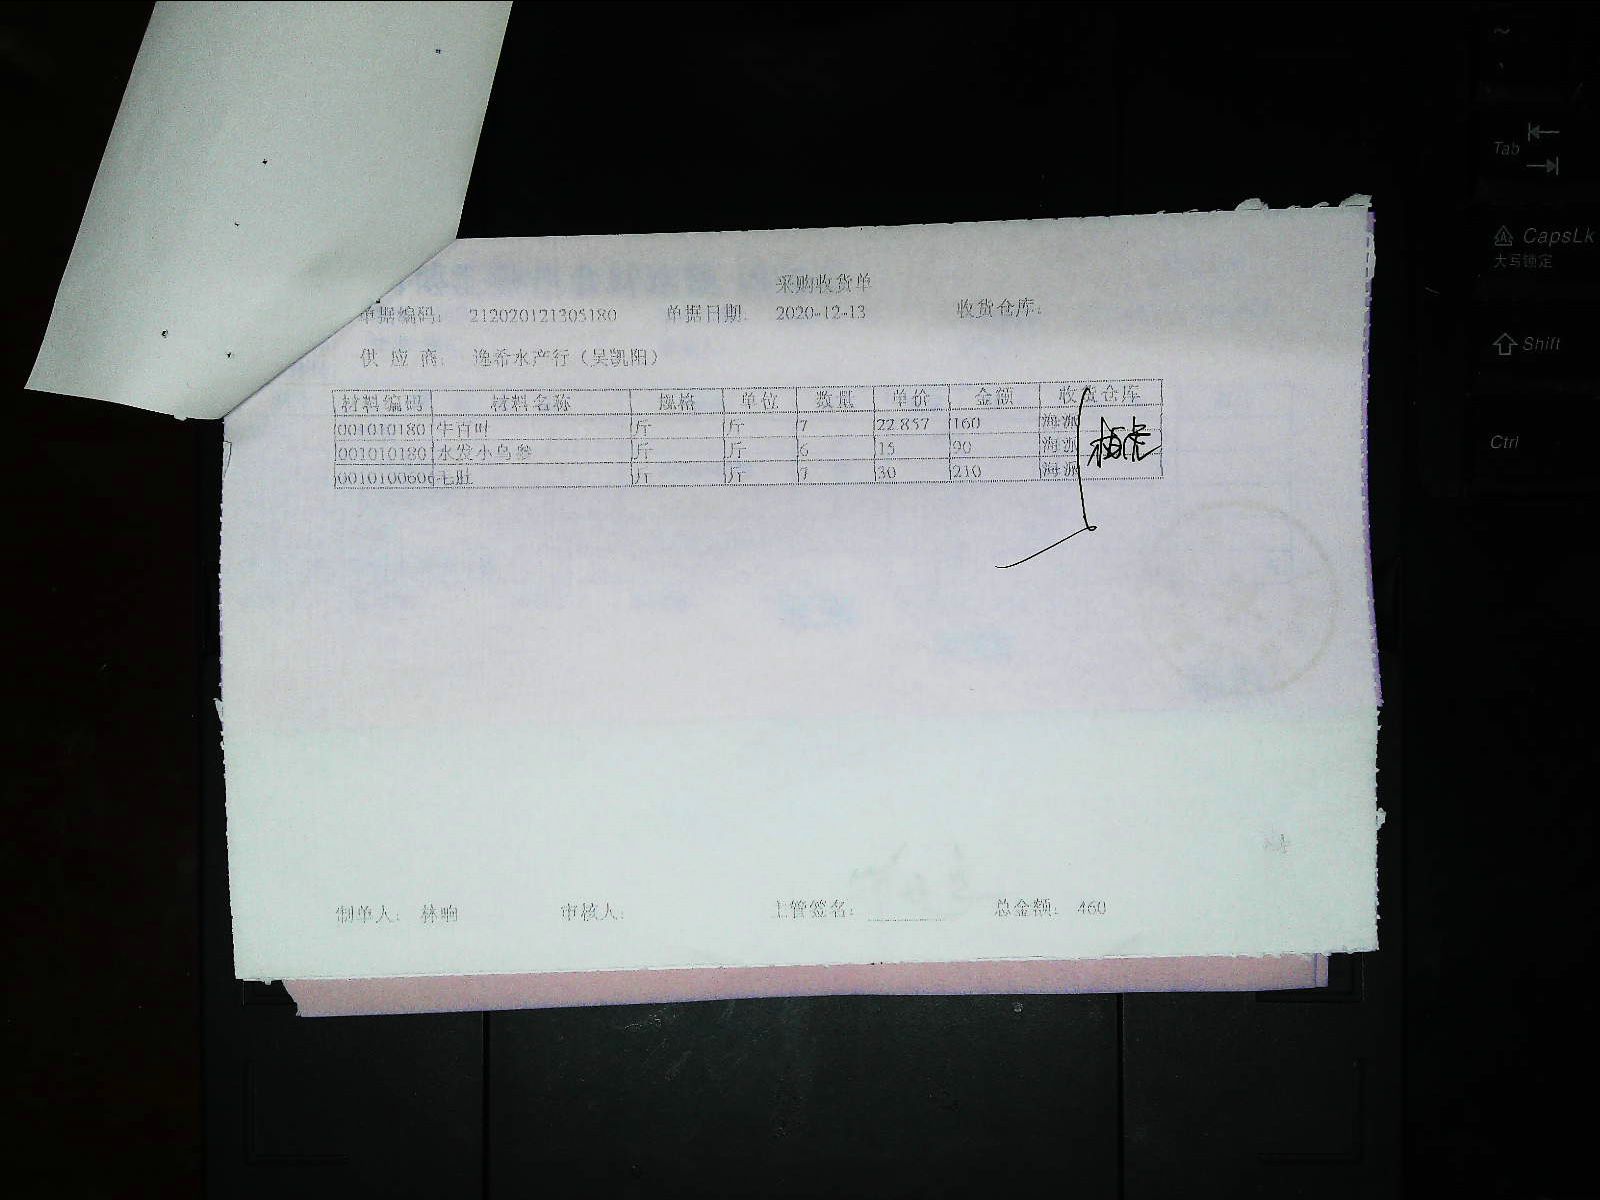 采购收货单
单据编码: 212020121305180 单据日期: 2020-12-13 收货仓库:
供 应 商: 逸希水产行（吴凯阳）
材料编码 材料名称 规格 单位 数量 单价 金额 收货仓库
001010180 牛百叶 斤 斤 7 22.857 160 海派
001010180 水发小乌参 斤 斤 6 15 90 海派
001010060 毛肚 斤 斤 7 30 210 海派
制单人: 林晌 审核人: 主管签名: 总金额: 460
~
Tab
CapsLk
大写锁定
Shift
Ctrl